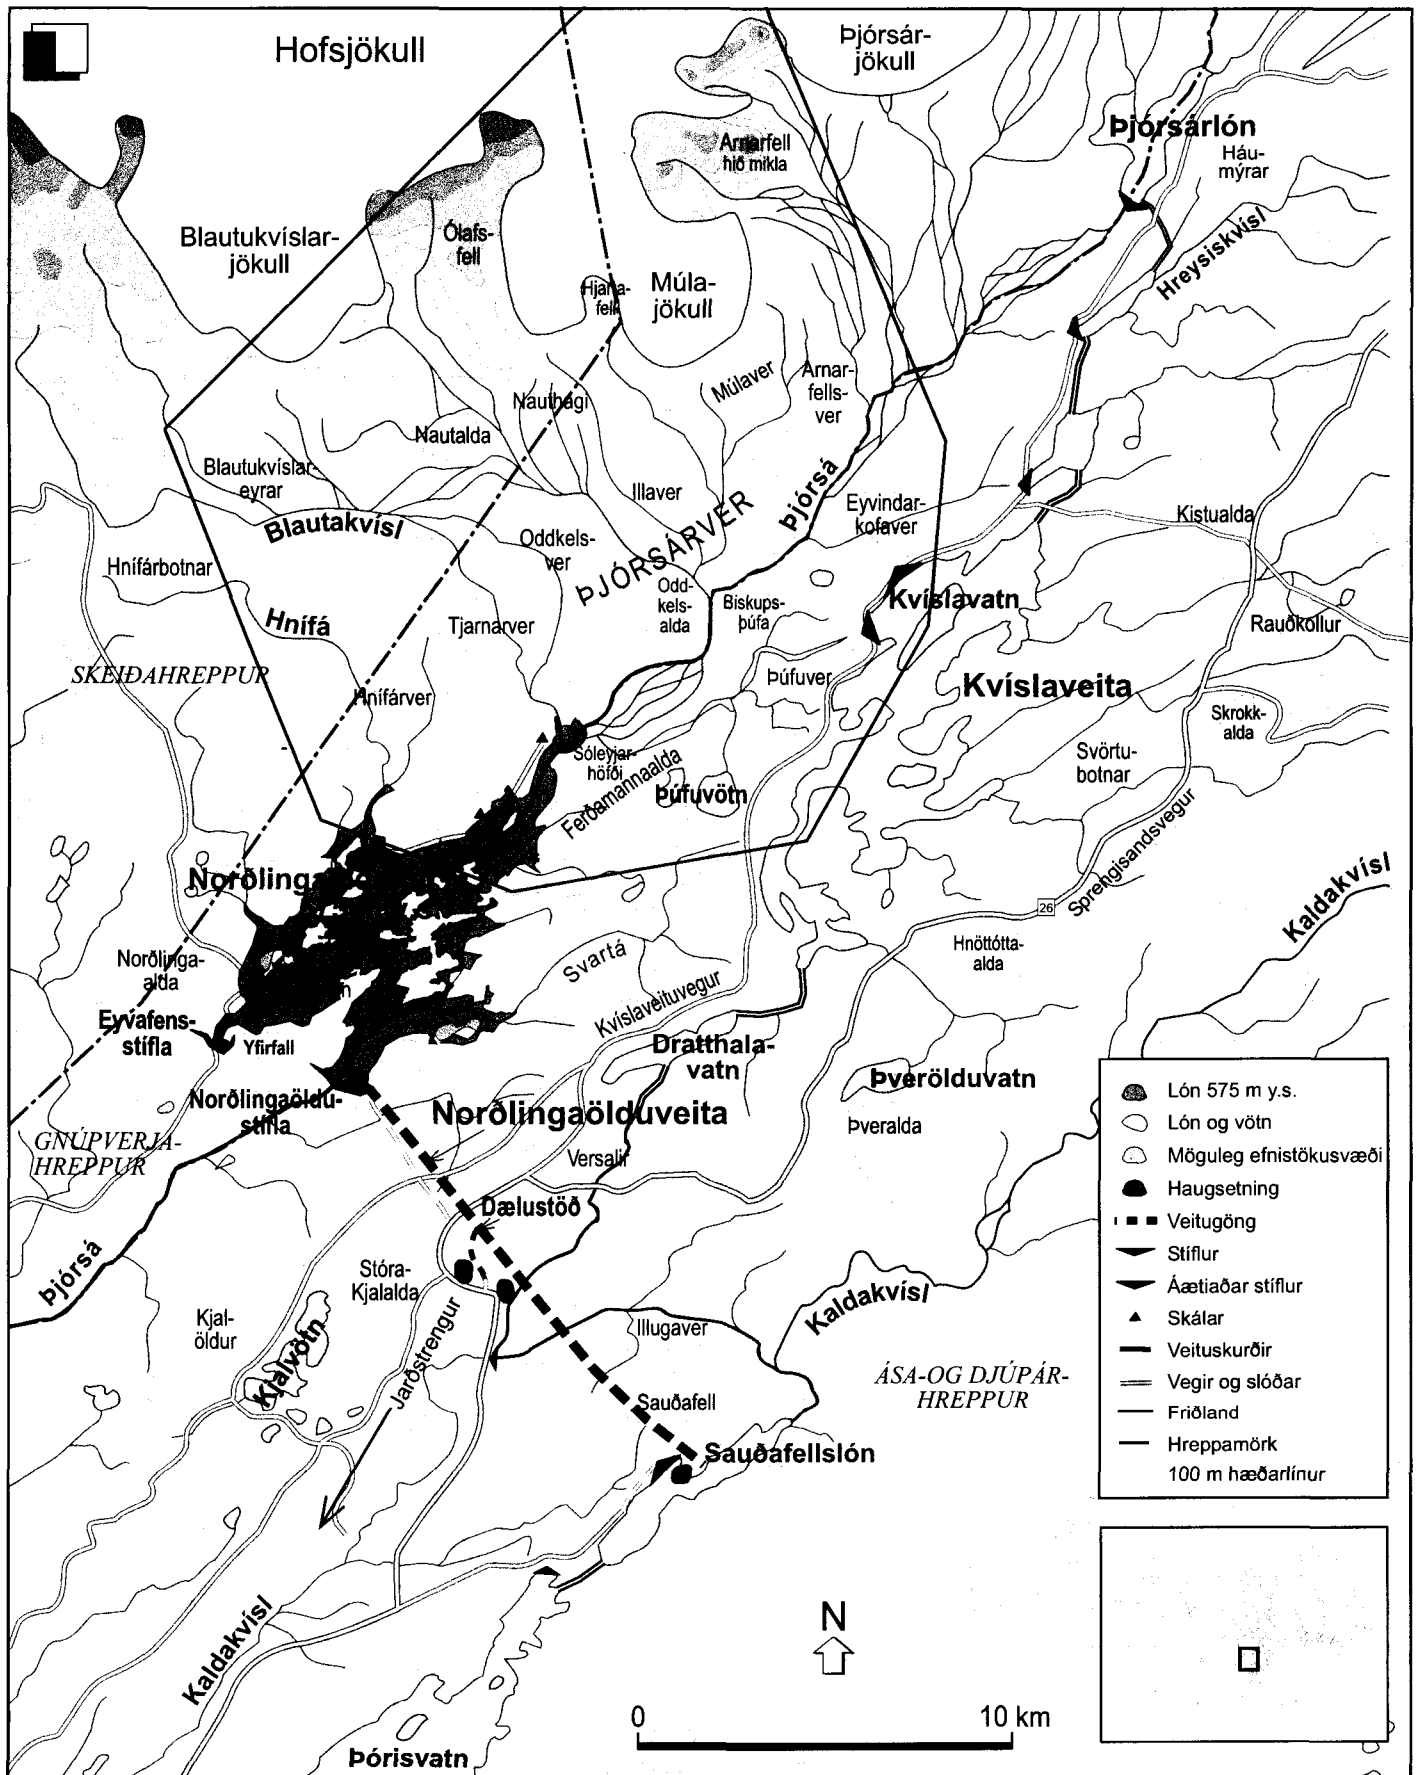 Hofsjökull
Þjórsár-
jökull
Þjórsárlón
Háu-
mýrar
Arnarfell
hið mikla
Hreysiskvísl
Blautukvíslar-
jökull
Ólafs-
fell
Hjarta-
fell
Múla-
jökull
Múlaver
Arnar-
fells-
ver
Nauthagi
Nautalda
Blautukvíslar-
eyrar
Illaver
Þjórsá
Eyvindar-
kofaver
Kistualda
Blautakvísl
Oddkels-
ver
ÞJÓRSÁRVER
Hnífárbotnar
Odd-
kels-
alda
Biskups-
þúfa
Kvíslavatn
Hnífá
Tjarnarver
Rauðkollur
SKEIÐAHREPPUR
Hnífárver
Þúfuver
Kvíslaveita
Skrokk-
alda
Sóleyjar-
höfði
Svörtu-
botnar
Ferðamannaalda
Þúfuvötn
Sprengisandsvegur
26
Kaldakvísl
Hnöttótta-
alda
Norðlinga-
alda
Svartá
Kvíslaveituvegur
Eyvafens-
stífla
Yfirfall
Dratthala-
vatn
Þverölduvatn
Norðlingaöldu-
stífla
Norðlingaölduveita
Þveralda
GNÚPVERJA-
HREPPUR
Versalir
Dælustöð
Þjórsá
Stóra-
Kjalalda
Kjal-
öldur
Kjalvötn
Jarðstrengur
Illugaver
Kaldakvísl
ÁSA-OG DJÚPÁR-
HREPPUR
Sauðafell
Sauðafellslón
Kaldakvísl
Þórisvatn
Lón 575 m y.s.
Lón og vötn
Möguleg efnistökusvæði
Haugsetning
Veitugöng
Stíflur
Áætlaðar stíflur
Skálar
Veituskurðir
Vegir og slóðar
Friðland
Hreppamörk
100 m hæðarlínur
N
0 10 km